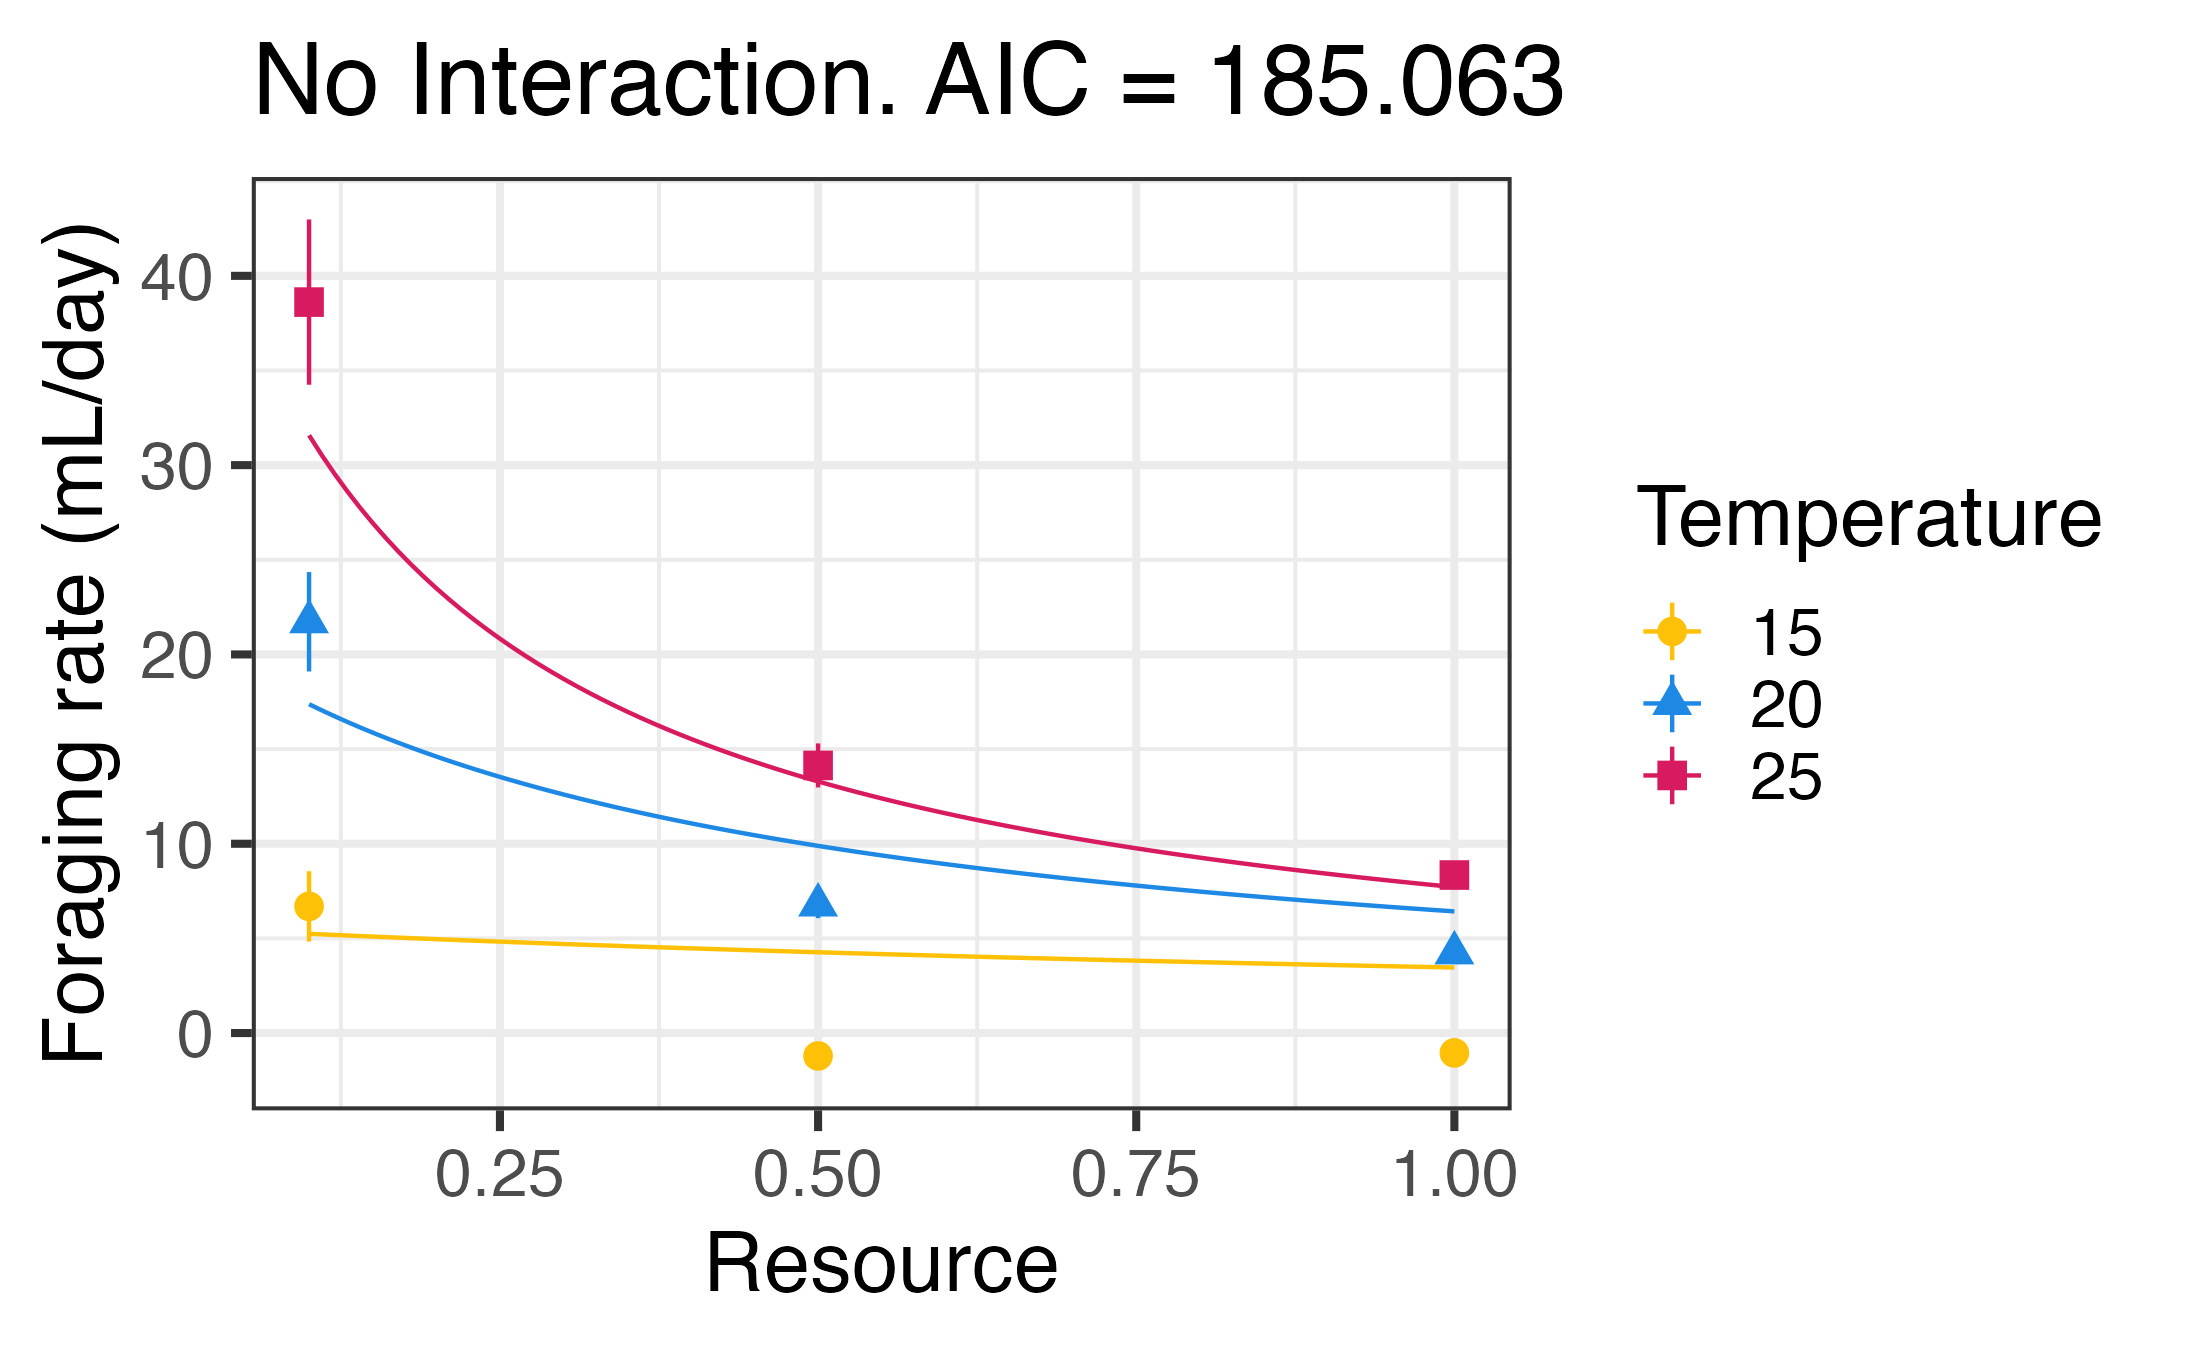 No Interaction. AIC = 185.063
Foraging rate (mL/day)
40
30
20
10
0
0.25 0.50 0.75 1.00
Resource
Temperature
15
20
25